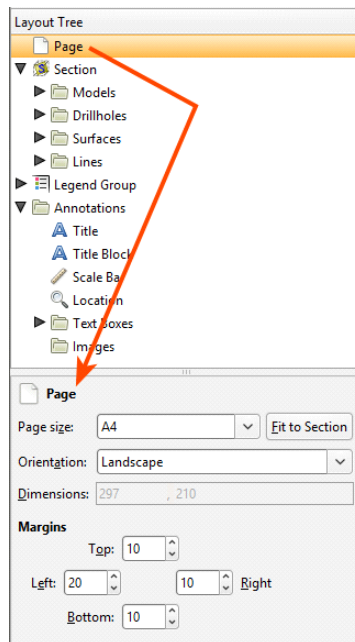 Layout Tree
Page
Section
Models
Drillholes
Surfaces
Lines
Legend Group
Annotations
Title
Title Block
Scale Bar
Location
Text Boxes
Images
Page
Page size: A4 Fit to Section
Orientation: Landscape
Dimensions: 297 , 210
Margins
Top: 10
Left: 20 10 Right
Bottom: 10